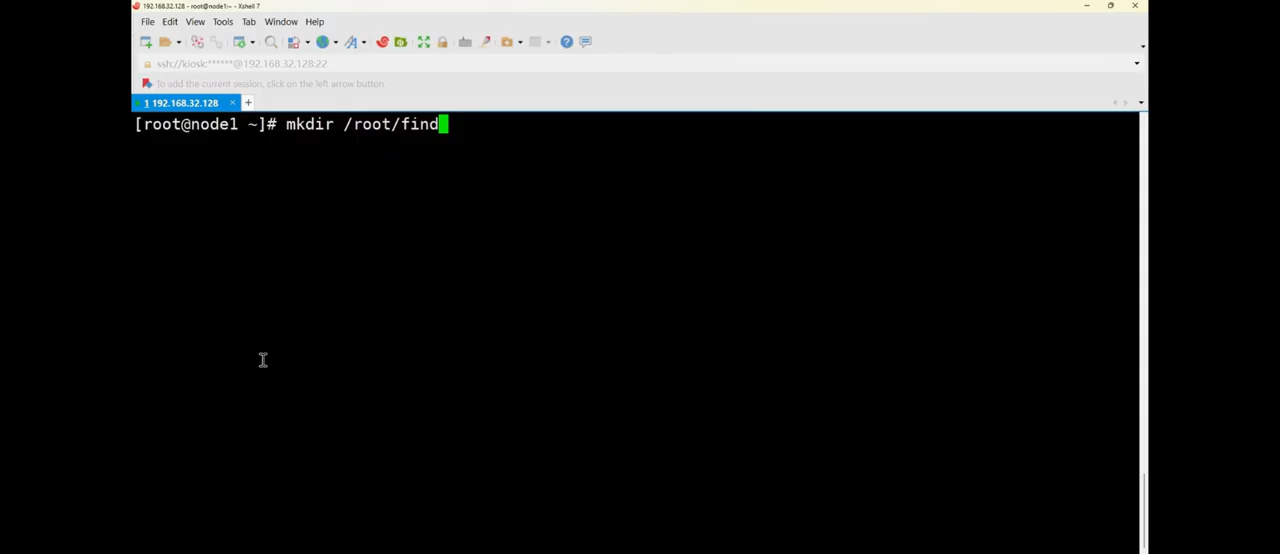 192.168.32.128 - root@node1:~ - Xshell 7
File Edit View Tools Tab Window Help
ssh://kiosk:******@192.168.32.128:22
To add the current session, click on the left arrow button.
1 192.168.32.128
[root@node1 ~]# mkdir /root/find